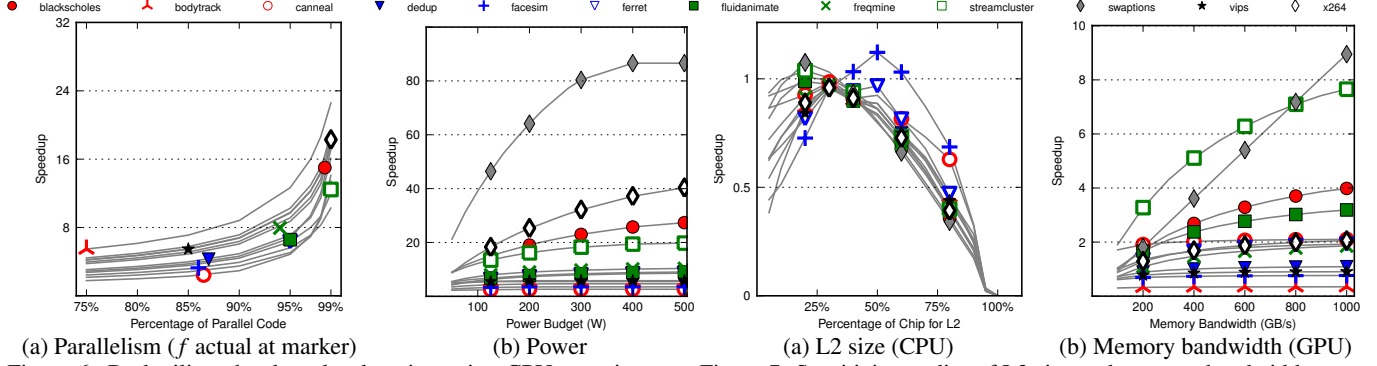 blackscholes bodytrack canneal dedup facesim ferret fluidanimate freqmine streamcluster swaptions vips x264
32
24
16
8
Speedup
75% 80% 85% 90% 95% 99%
Percentage of Parallel Code
(a) Parallelism (f actual at marker)
80
60
40
20
Speedup
100 200 300 400 500
Power Budget (W)
(b) Power
1
0.5
0
Speedup
25% 50% 75% 100%
Percentage of Chip for L2
(a) L2 size (CPU)
10
8
6
4
2
Speedup
200 400 600 800 1000
Memory Bandwidth (GB/s)
(b) Memory bandwidth (GPU)